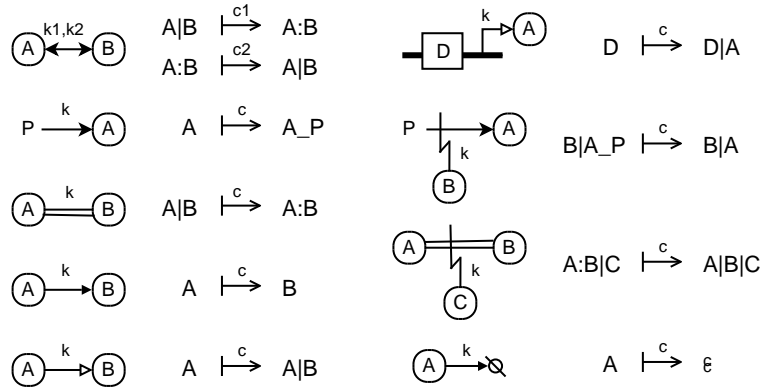 k1,k2
A B
A|B c1 A:B
A:B c2 A|B
P k A
A c A_P
A k B
A|B c A:B
A k B
A c B
A k B
A c A|B
D k A
D c D|A
P A
k
B
B|A_P c B|A
A B
k
C
A:B|C c A|B|C
A k
A c